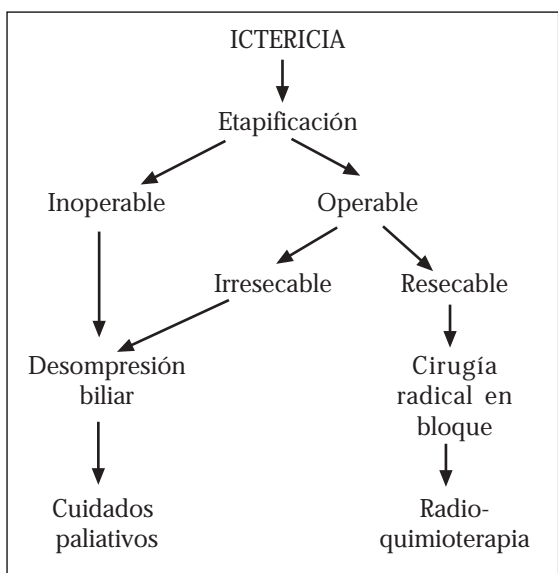 ICTERICIA
Etapificación
Inoperable
Operable
Irresecable
Resecable
Desompresión
biliar
Cirugía
radical en
bloque
Cuidados
paliativos
Radio-
quimioterapia